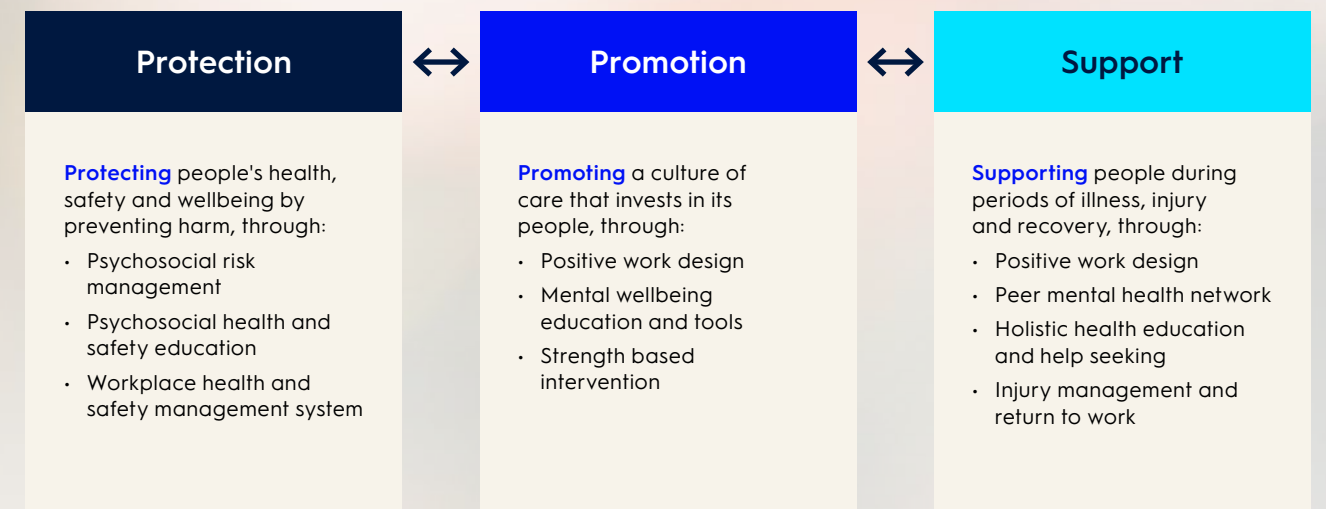 Protection
Protecting people's health,
safety and wellbeing by
preventing harm, through:
• Psychosocial risk
management
• Psychosocial health and
safety education
• Workplace health and
safety management system
Promotion
Promoting a culture of
care that invests in its
people, through:
• Positive work design
• Mental wellbeing
education and tools
• Strength based
intervention
Support
Supporting people during
periods of illness, injury
and recovery, through:
• Positive work design
• Peer mental health network
• Holistic health education
and help seeking
• Injury management and
return to work